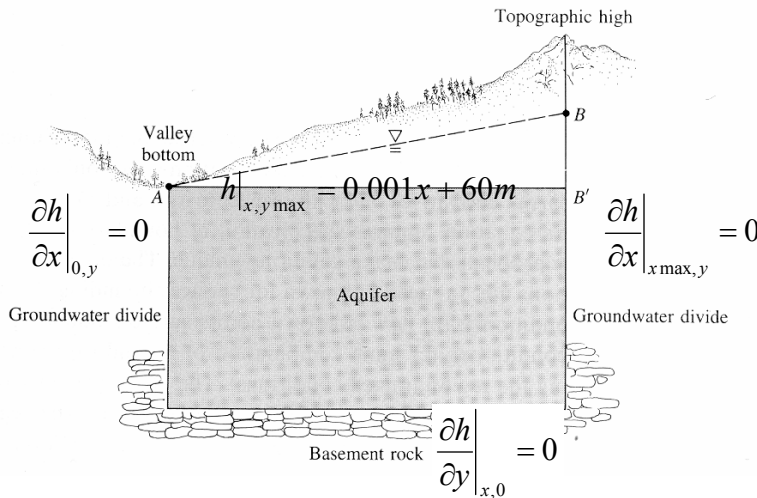 Topographic high
B
Valley
bottom
A
h|x,y max = 0.001x + 60m
B′
∂h/∂x|0,y = 0
∂h/∂x|x max,y = 0
Aquifer
Groundwater divide
Groundwater divide
Basement rock
∂h/∂y|x,0 = 0